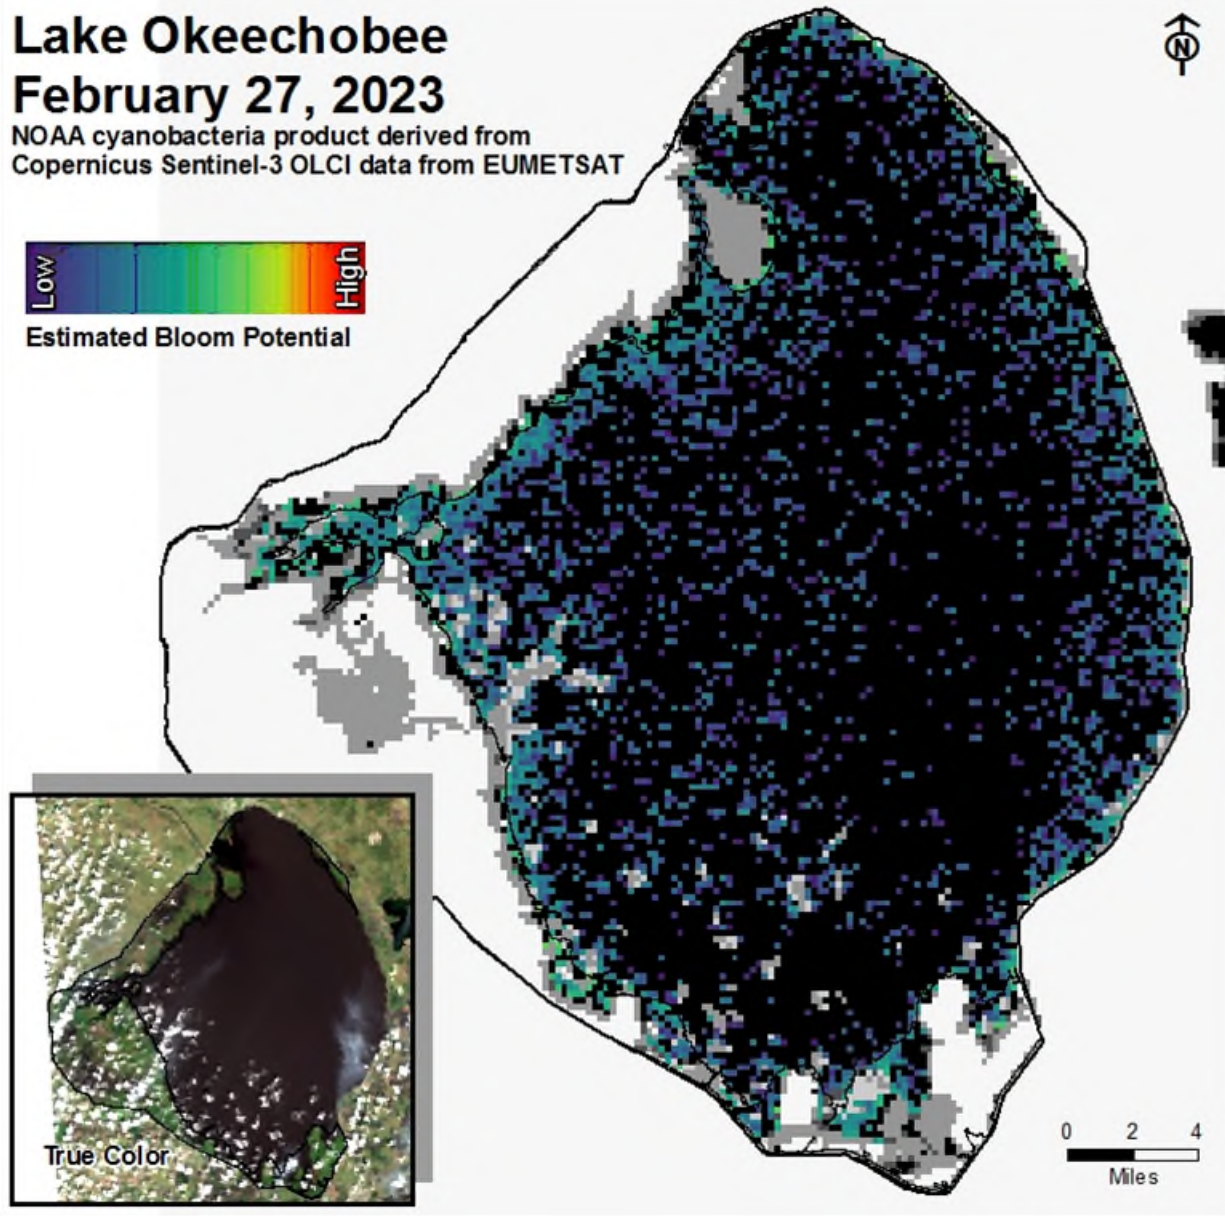 Lake Okeechobee
February 27, 2023
NOAA cyanobacteria product derived from
Copernicus Sentinel-3 OLCI data from EUMETSAT
N
Low
High
Estimated Bloom Potential
True Color
0 2 4
Miles